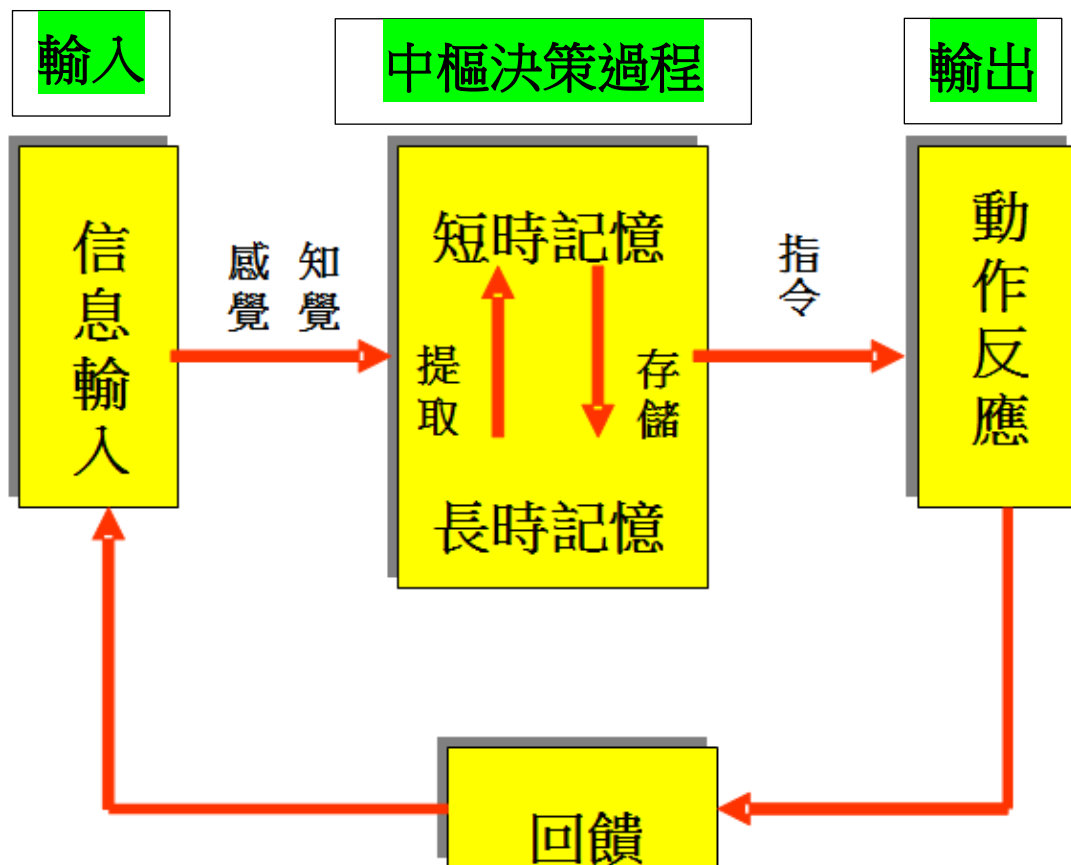 輸入
中樞決策過程
輸出
信息輸入
感覺
知覺
短時記憶
提取
存儲
長時記憶
指令
動作反應
回饋